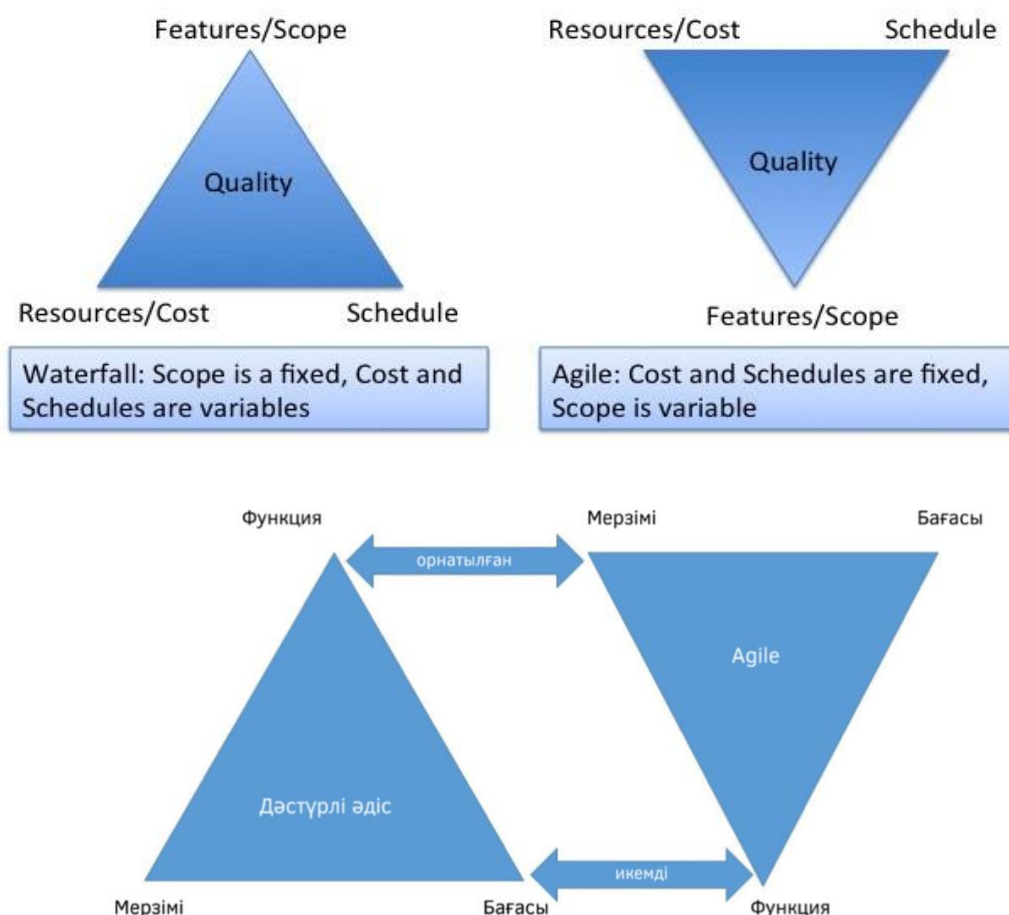 Features/Scope
Quality
Resources/Cost
Schedule
Waterfall: Scope is a fixed, Cost and
Schedules are variables
Resources/Cost
Schedule
Quality
Features/Scope
Agile: Cost and Schedules are fixed,
Scope is variable
Функция
орнатылған
Мерзімі
Бағасы
Agile
Дәстүрлі әдіс
икемді
Мерзімі
Бағасы
Функция